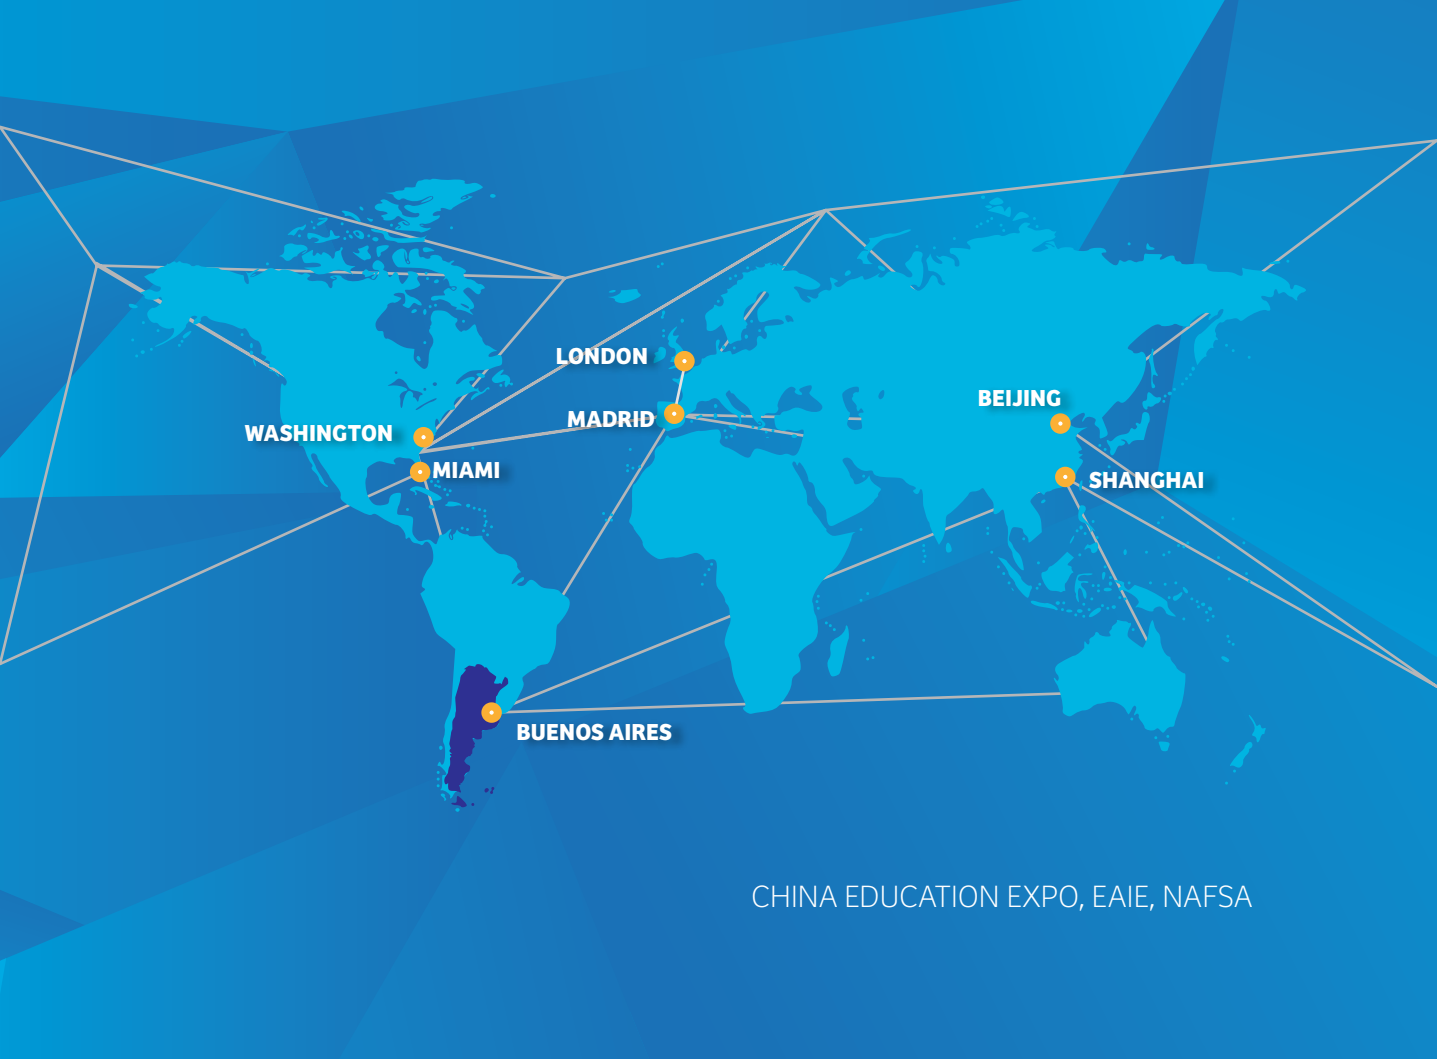 LONDON
BEIJING
MADRID
WASHINGTON
MIAMI
SHANGHAI
BUENOS AIRES
CHINA EDUCATION EXPO, EAIE, NAFSA